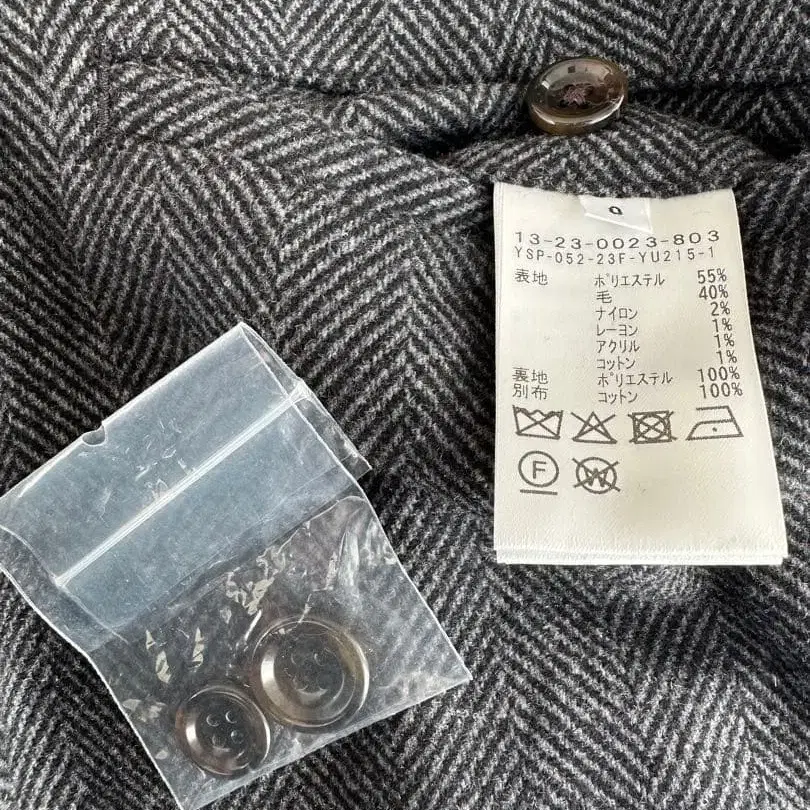 0
13-23-0023-803
YSP-052-23F-YU215-1
表地 ポリエステル 55%
毛 40%
ナイロン 2%
レーヨン 1%
アクリル 1%
コットン 1%
裏地 ポリエステル 100%
別布 コットン 100%
F W